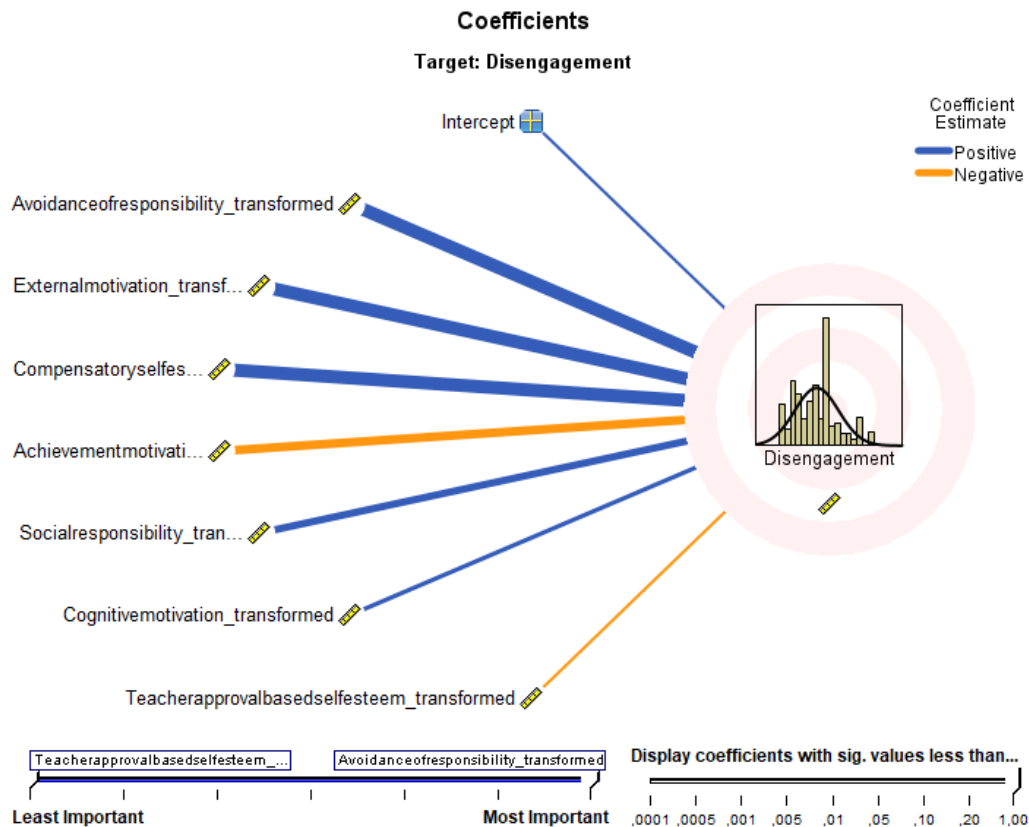 Coefficients
Target: Disengagement
Intercept
Coefficient
Estimate
Positive
Negative
Avoidanceofresponsibility_transformed
Externalmotivation_transf...
Compensatoryselfes...
Achievementmotivati...
Socialresponsibility_tran...
Cognitivemotivation_transformed
Teacherapprovalbasedselfesteem_transformed
Disengagement
Teacherapprovalbasedselfesteem_...
Avoidanceofresponsibility_transformed
Least Important
Most Important
Display coefficients with sig. values less than...
,0001 ,0005 ,001 ,005 ,01 ,05 ,10 ,20 1,00